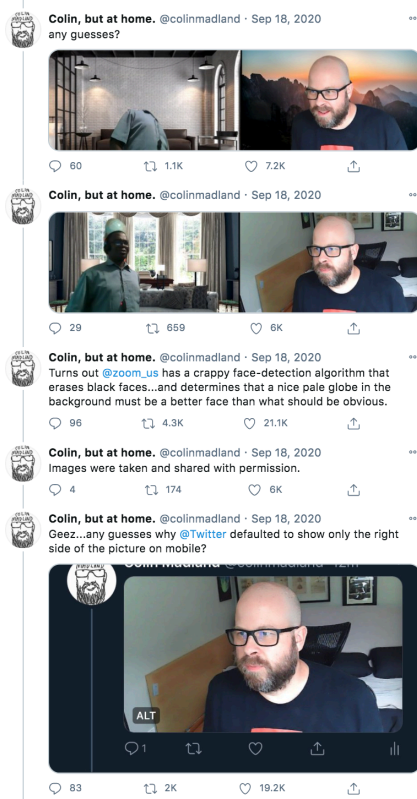 Colin, but at home. @colinmadland · Sep 18, 2020
any guesses?
60 1.1K 7.2K
Colin, but at home. @colinmadland · Sep 18, 2020
29 659 6K
Colin, but at home. @colinmadland · Sep 18, 2020
Turns out @zoom_us has a crappy face-detection algorithm that
erases black faces...and determines that a nice pale globe in the
background must be a better face than what should be obvious.
96 4.3K 21.1K
Colin, but at home. @colinmadland · Sep 18, 2020
Images were taken and shared with permission.
4 174 6K
Colin, but at home. @colinmadland · Sep 18, 2020
Geez...any guesses why @Twitter defaulted to show only the right
side of the picture on mobile?
Colin Madland @colinmadland · 12m
ALT
1
83 2K 19.2K